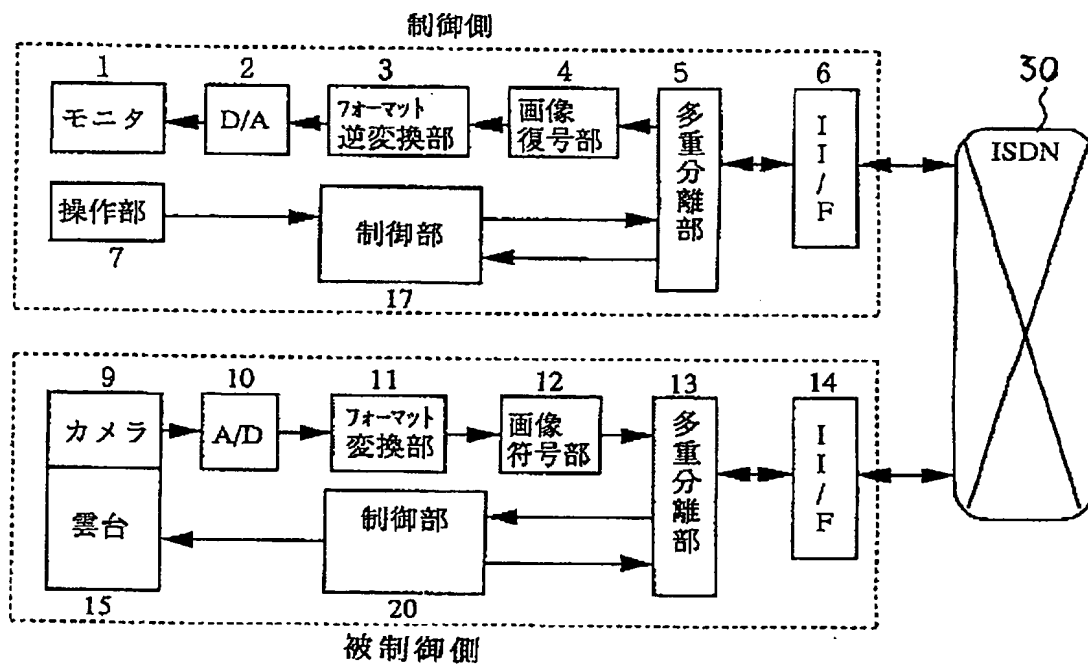 制御側
1
2
3
4
5
6
30
モニタ
D/A
フォーマット
逆変換部
画像
復号部
多重分離部
II/F
ISDN
操作部
7
制御部
17
9
10
11
12
13
14
カメラ
A/D
フォーマット
変換部
画像
符号部
多重分離部
II/F
雲台
制御部
15
20
被制御側